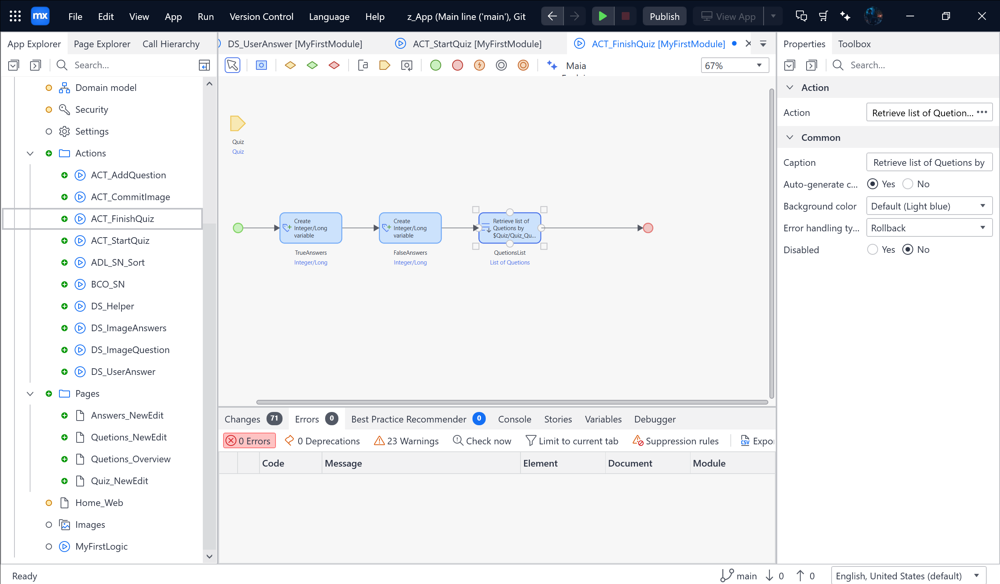 mx File Edit View App Run Version Control Language Help z_App (Main line ('main'), Git Publish View App
App Explorer Page Explorer Call Hierarchy
DS_UserAnswer [MyFirstModule] ACT_StartQuiz [MyFirstModule] ACT_FinishQuiz [MyFirstModule]
Properties Toolbox
Search...
Maia
67%
Search...
Domain model
Security
Settings
Actions
ACT_AddQuestion
ACT_CommitImage
ACT_FinishQuiz
ACT_StartQuiz
ADL_SN_Sort
BCO_SN
DS_Helper
DS_ImageAnswers
DS_ImageQuestion
DS_UserAnswer
Pages
Answers_NewEdit
Quetions_NewEdit
Quetions_Overview
Quiz_NewEdit
Home_Web
Images
MyFirstLogic
Quiz
Quiz
Create
Integer/Long
variable
TrueAnswers
Integer/Long
Create
Integer/Long
variable
FalseAnswers
Integer/Long
Retrieve list of
Quetions by
$Quiz/Quiz_Qu...
QuetionsList
List of Quetions
Action
Action Retrieve list of Quetion... •••
Common
Caption Retrieve list of Quetions by
Auto-generate c... Yes No
Background color Default (Light blue)
Error handling ty... Rollback
Disabled Yes No
Changes 71 Errors 0 Best Practice Recommender 0 Console Stories Variables Debugger
0 Errors 0 Deprecations 23 Warnings Check now Limit to current tab Suppression rules CSV Expor
Code Message Element Document Module
Ready
main 0 0 English, United States (default)